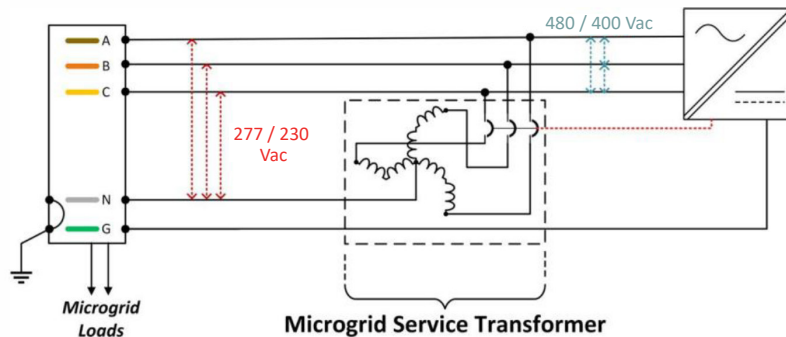 480 / 400 Vac
A
B
C
277 / 230
Vac
N
G
Microgrid
Loads
Microgrid Service Transformer